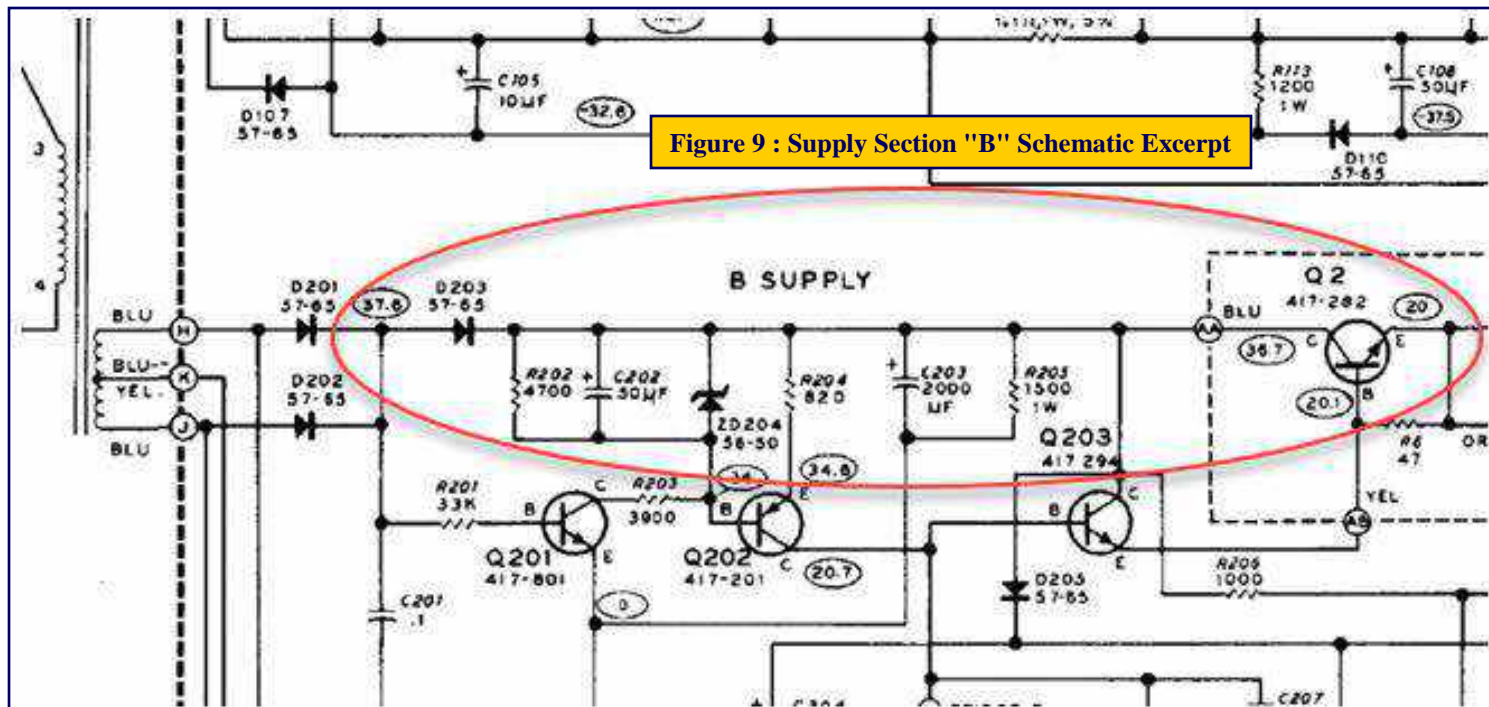 C105
10µF
D107
57-65
-32.6
R113
1200
1W
C108
50µF
-37.5
D110
57-65
Figure 9 : Supply Section "B" Schematic Excerpt
3
4
B SUPPLY
D201
57-65
37.6
D203
57-65
BLU
H
BLU-
YEL.
K
D202
57-65
J
BLU
R202
4700
C202
50µF
ZD204
56-50
R204
820
C203
2000
µF
R205
1500
1W
BLU
36.7
Q2
417-282
20
C
E
B
20.1
R6
47
OR
YEL
AB
R201
33K
B
C
E
Q201
417-801
R203
3900
34
34.6
B
E
C
Q202
417-201
20.7
Q203
417 294
B
C
E
C201
.1
0
D205
57-65
R206
1000
C207